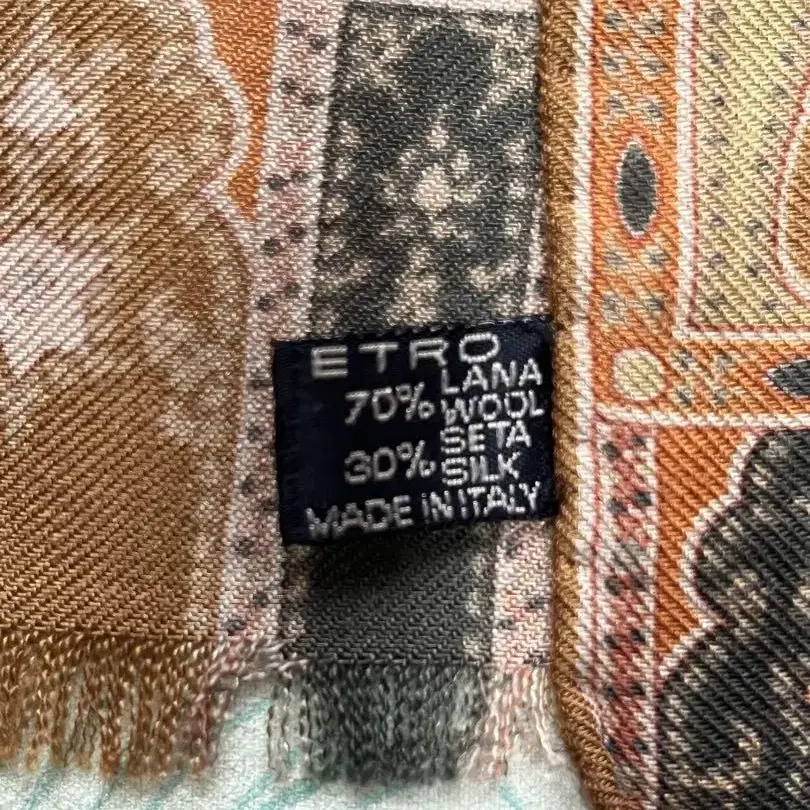 ETRO
70% LANA
WOOL
30% SETA
SILK
MADE IN ITALY